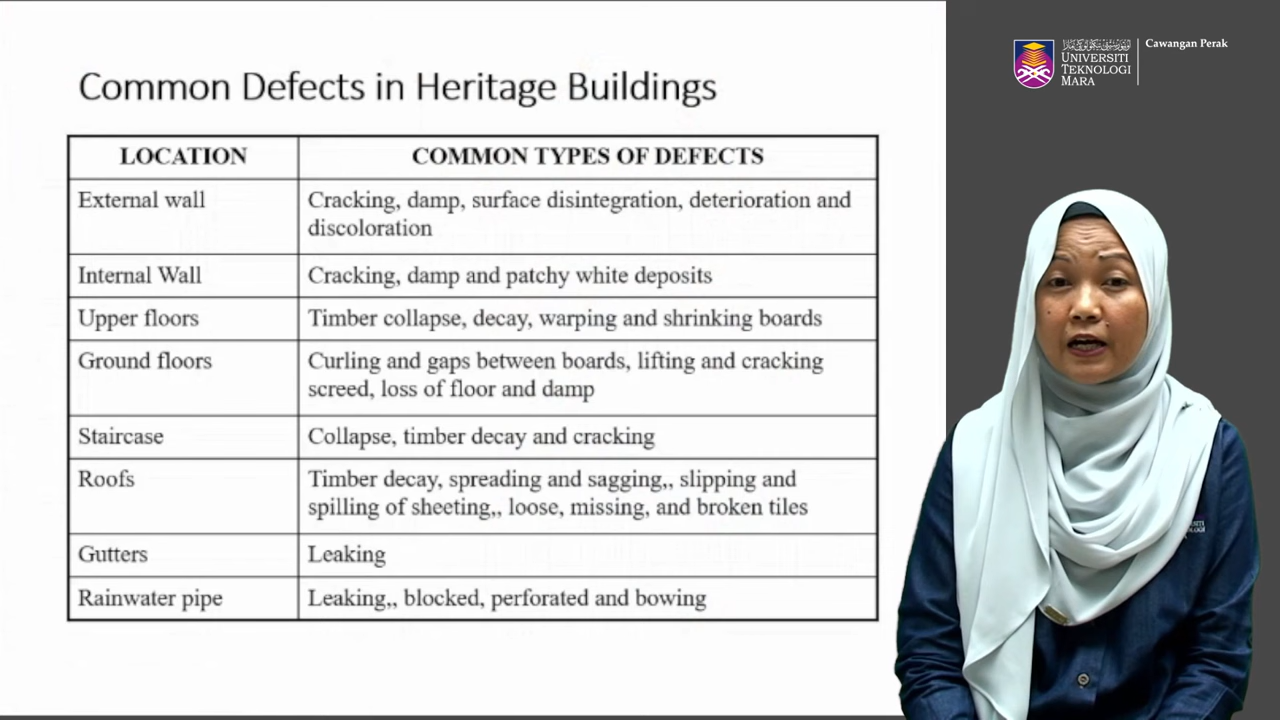 Common Defects in Heritage Buildings
LOCATION
COMMON TYPES OF DEFECTS
External wall
Cracking, damp, surface disintegration, deterioration and
discoloration
Internal Wall
Cracking, damp and patchy white deposits
Upper floors
Timber collapse, decay, warping and shrinking boards
Ground floors
Curling and gaps between boards, lifting and cracking
screed, loss of floor and damp
Staircase
Collapse, timber decay and cracking
Roofs
Timber decay, spreading and sagging,, slipping and
spilling of sheeting,, loose, missing, and broken tiles
Gutters
Leaking
Rainwater pipe
Leaking,, blocked, perforated and bowing
UNIVERSITI
TEKNOLOGI
MARA
Cawangan Perak